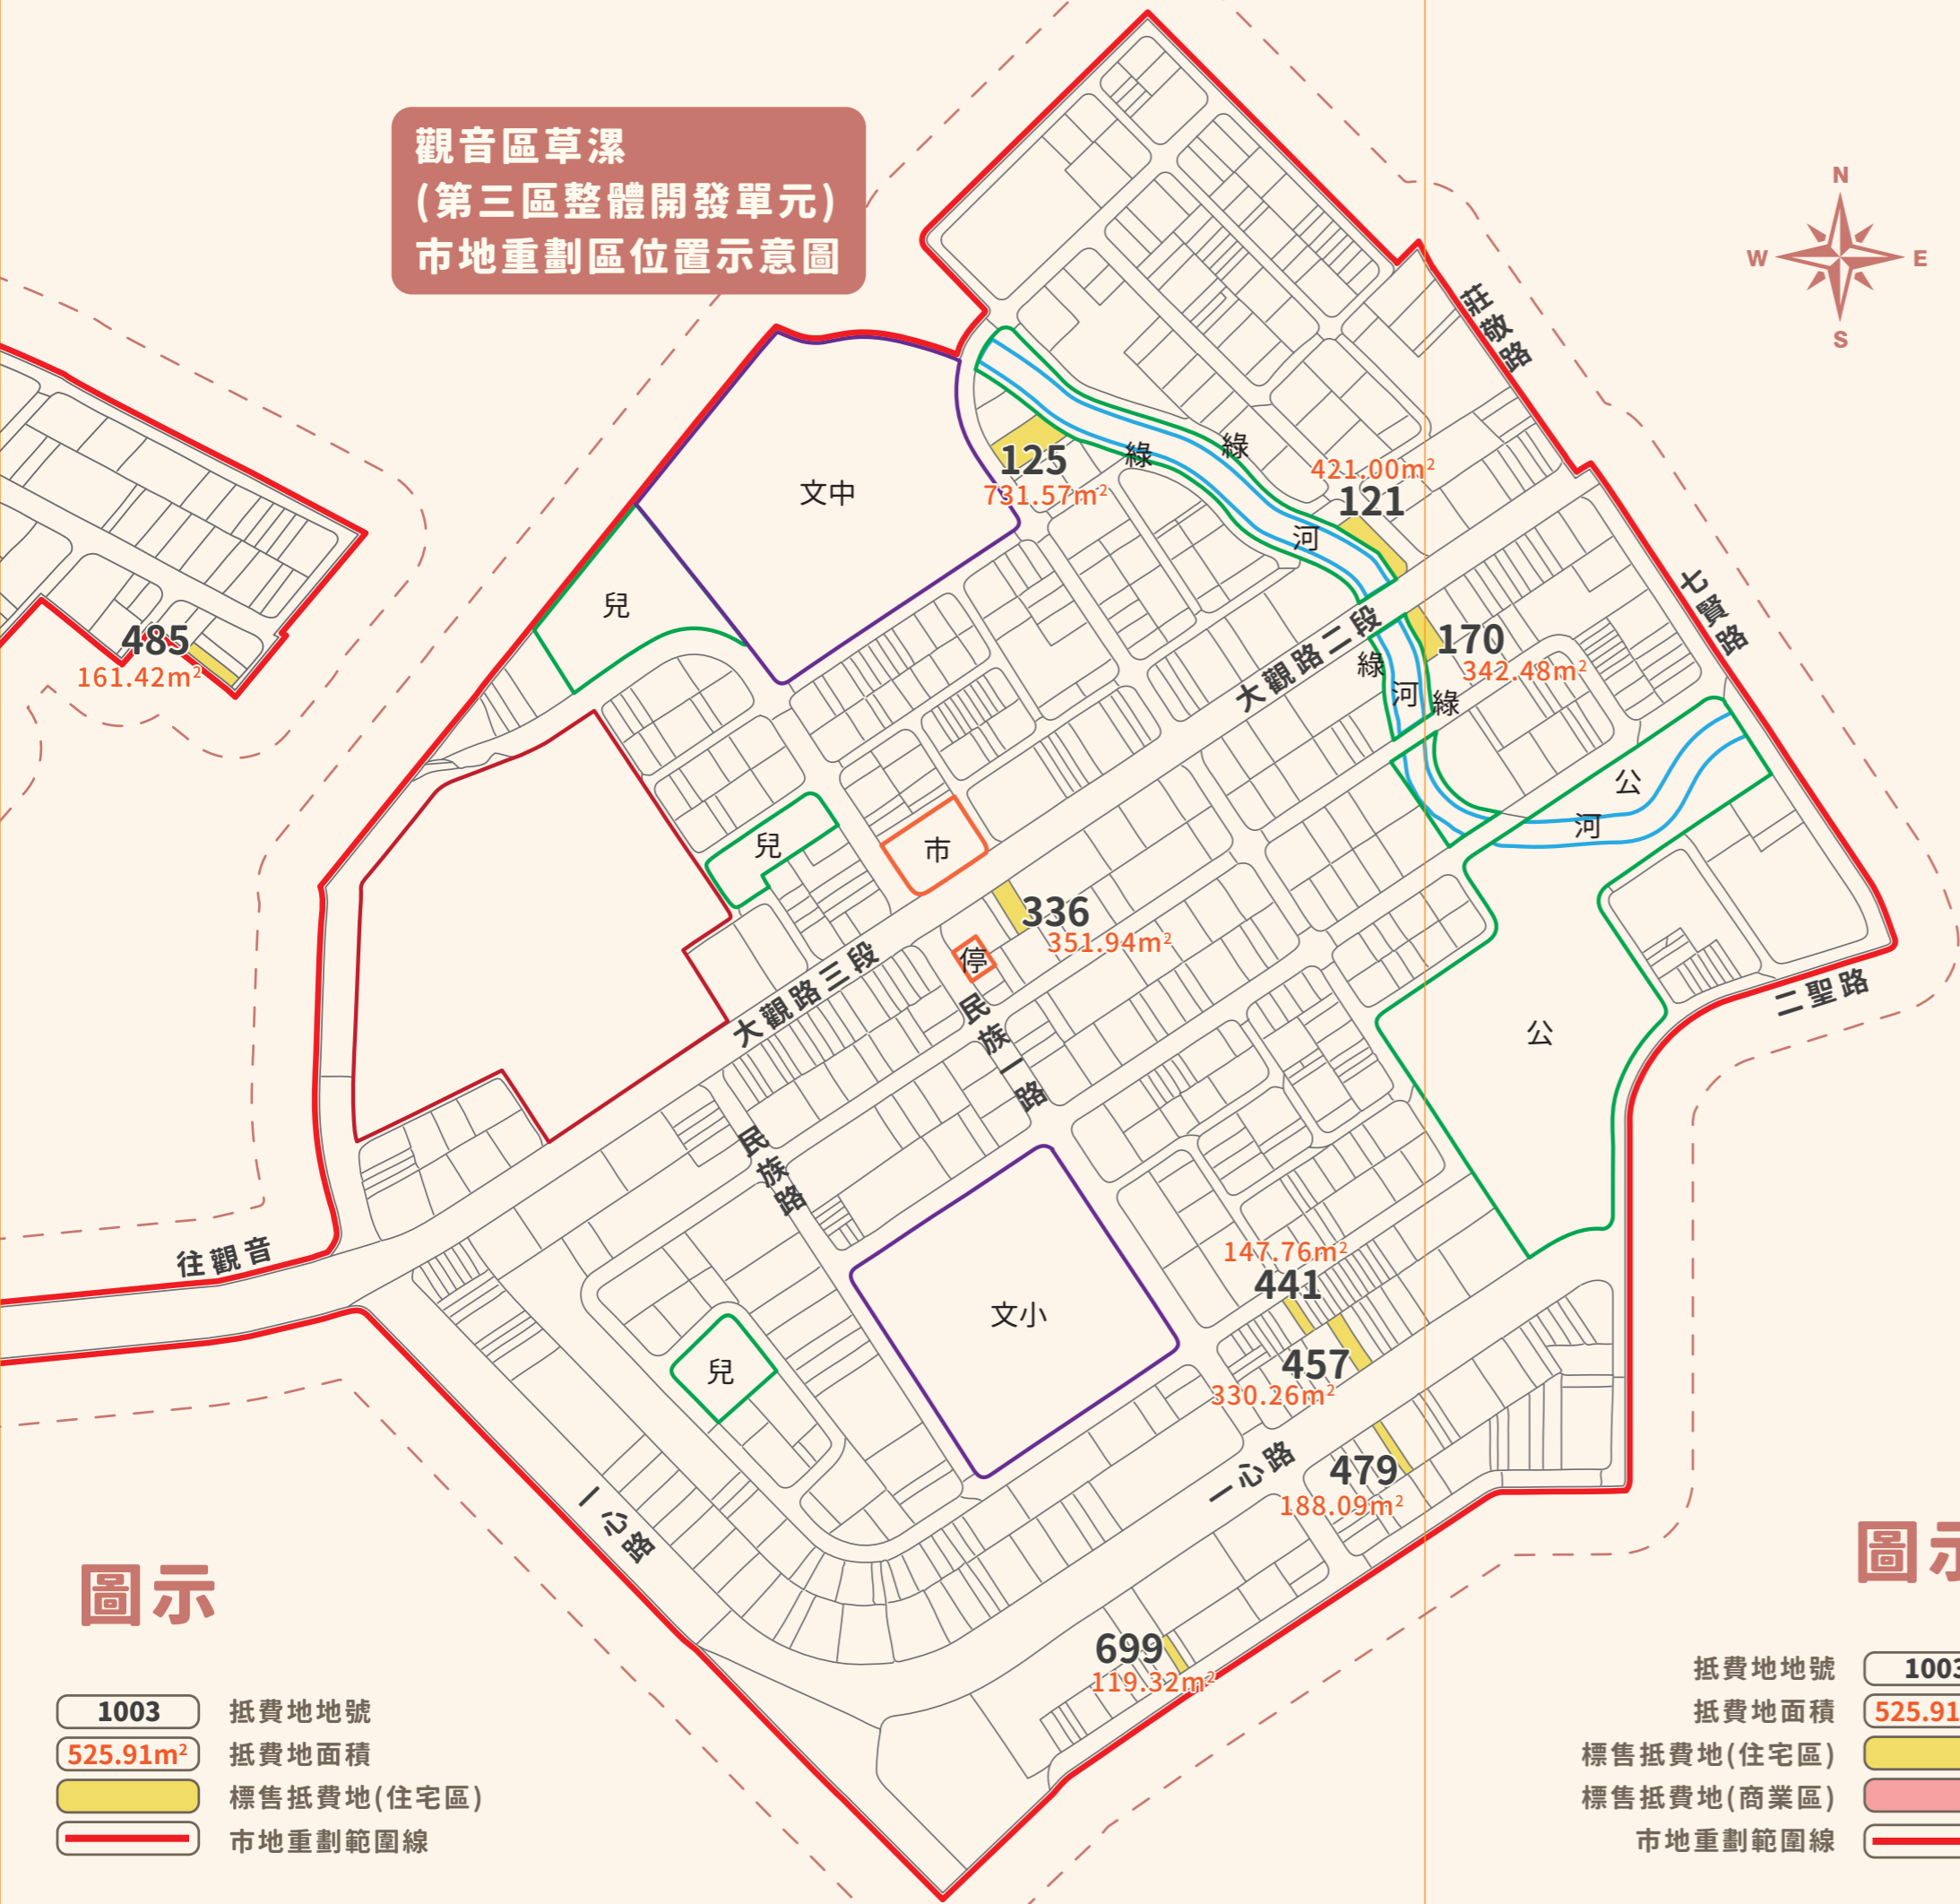 觀音區草漯
(第三區整體開發單元)
市地重劃區位置示意圖
N
W
E
S
莊敬路
文中
125
731.57m²
綠
綠
421.00m²
121
河
兒
485
161.42m²
七賢路
大觀路二段
170
342.48m²
綠
河
綠
公
河
兒
市
336
351.94m²
停
大觀路三段
民族一路
二聖路
公
民族路
往觀音
147.76m²
441
文小
兒
457
330.26m²
一心路
479
188.09m²
一心路
699
119.32m²
圖示
1003 抵費地地號
525.91m² 抵費地面積
標售抵費地(住宅區)
市地重劃範圍線
圖
抵費地地號 1003
抵費地面積 525.91
標售抵費地(住宅區)
標售抵費地(商業區)
市地重劃範圍線